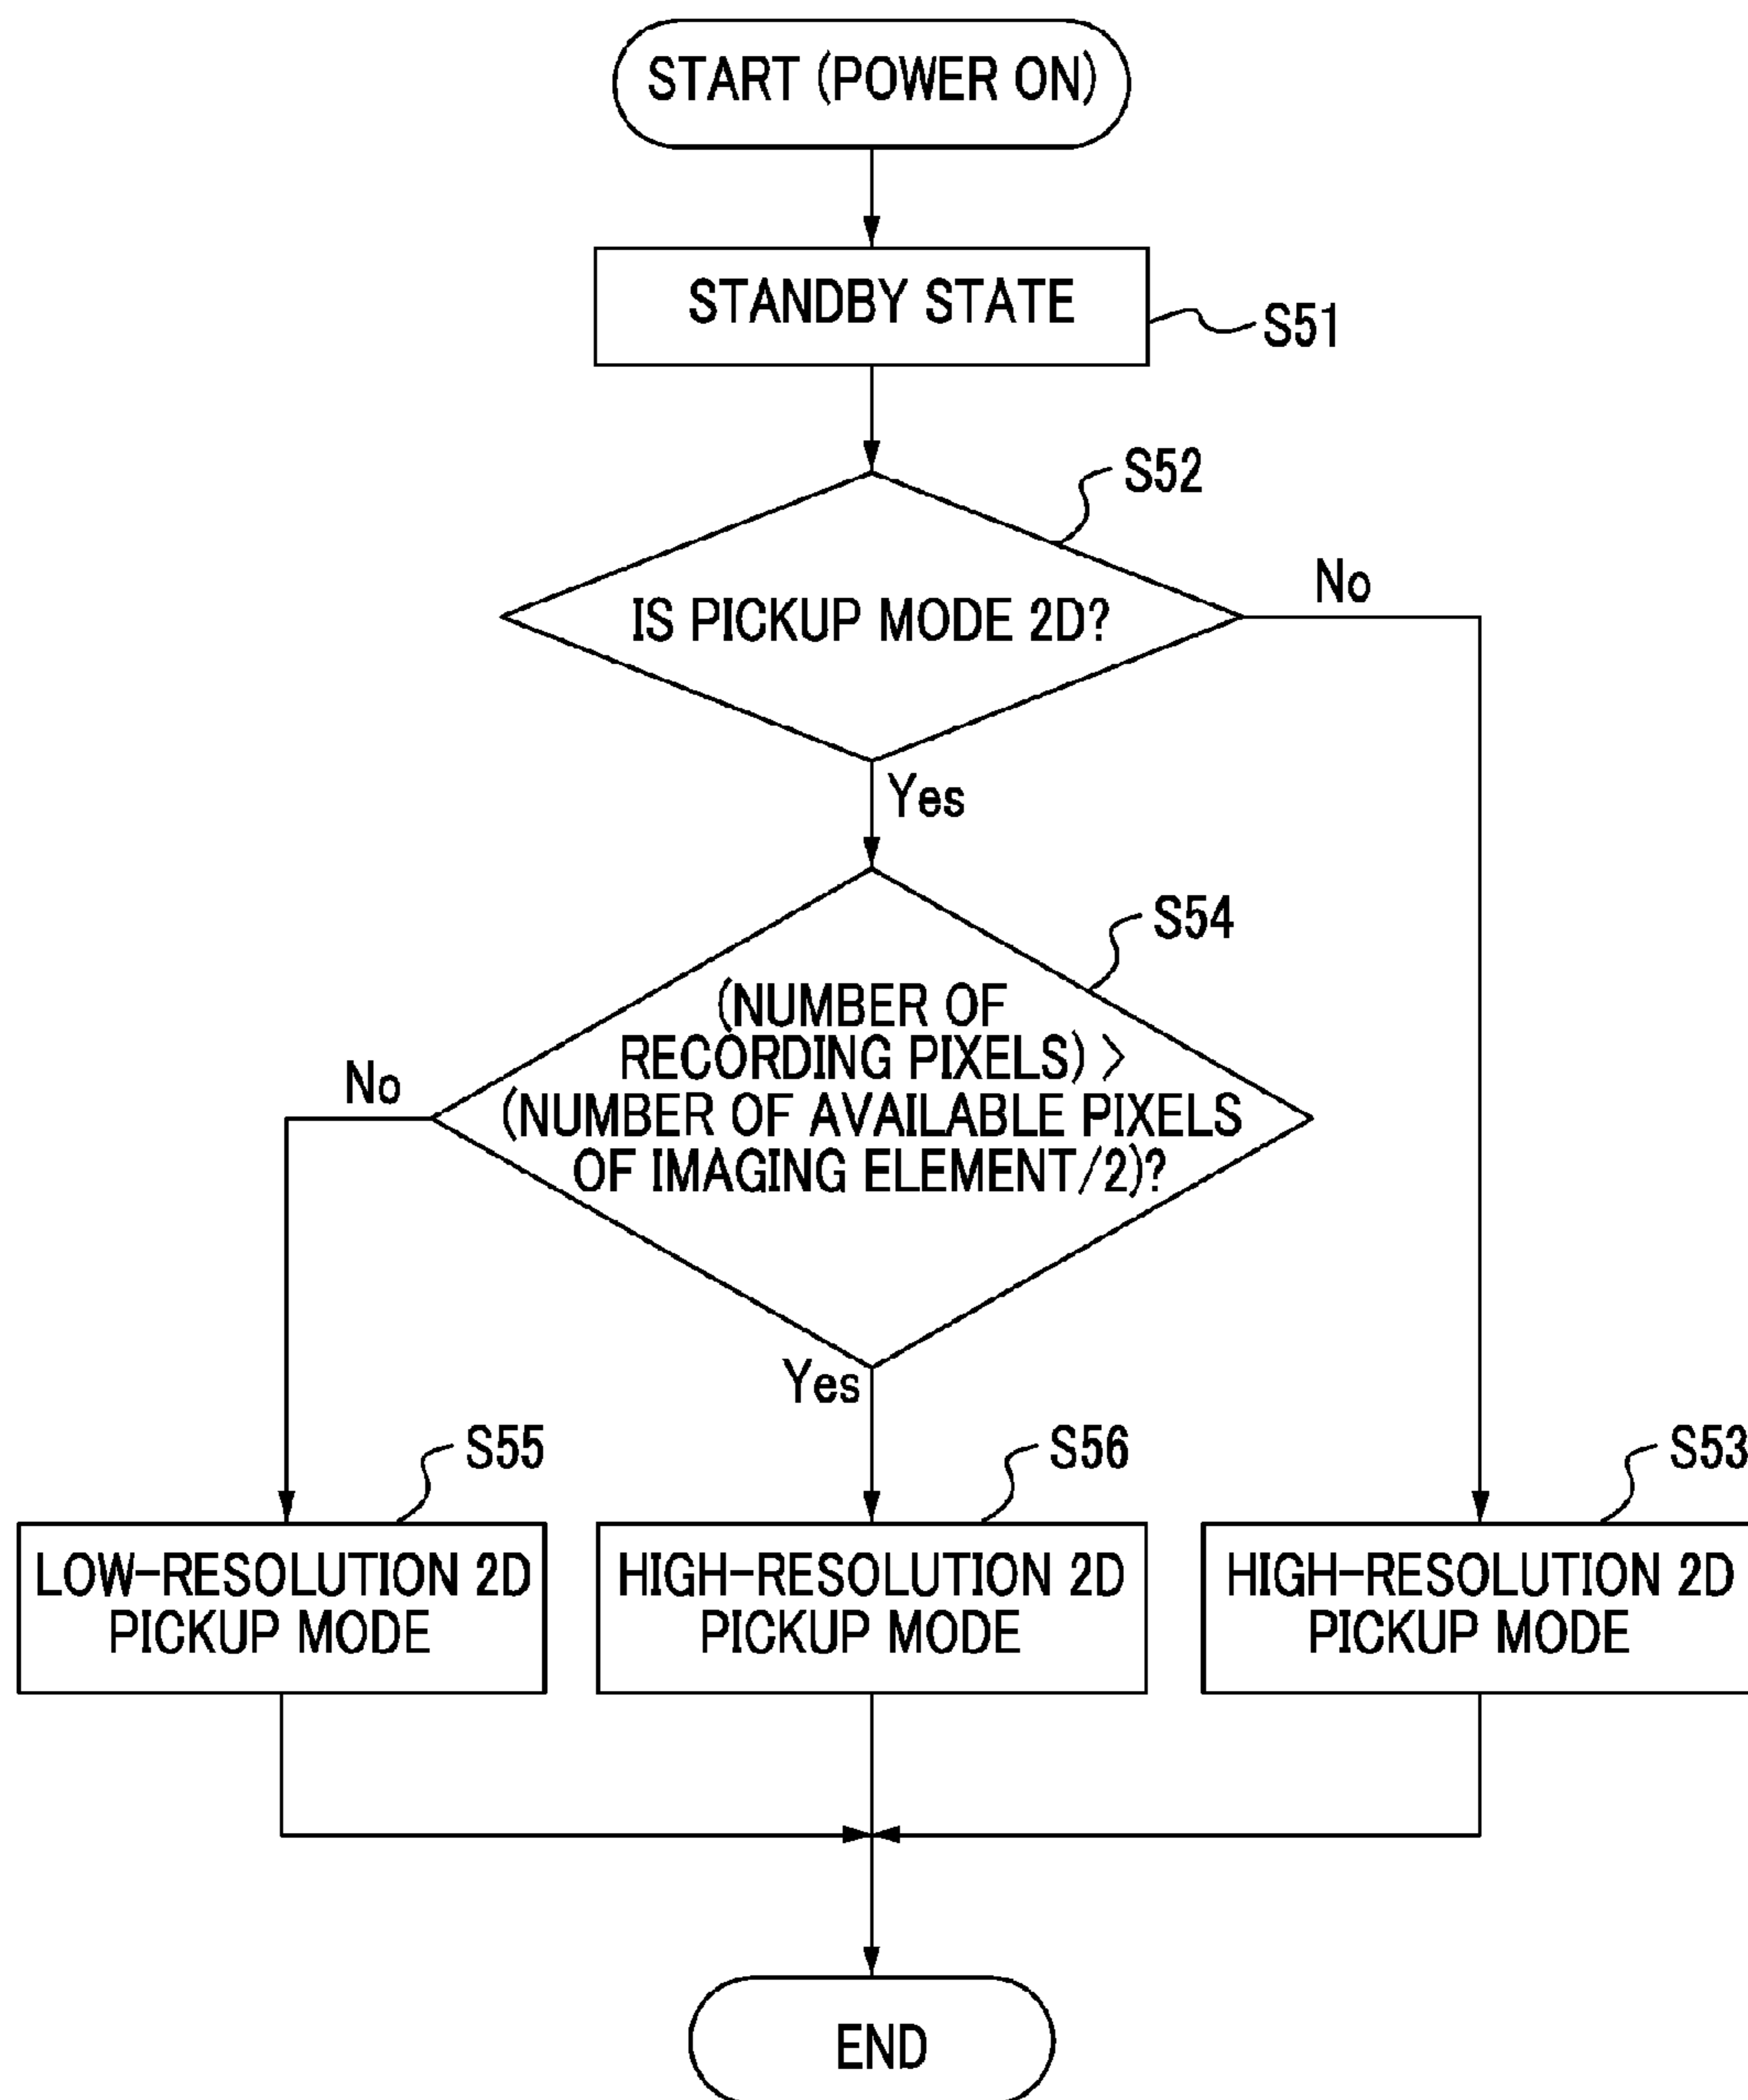 START (POWER ON)
STANDBY STATE
S51
S52
IS PICKUP MODE 2D?
No
Yes
S54
(NUMBER OF
RECORDING PIXELS) >
(NUMBER OF AVAILABLE PIXELS
OF IMAGING ELEMENT/2)?
No
Yes
S55
LOW-RESOLUTION 2D
PICKUP MODE
S56
HIGH-RESOLUTION 2D
PICKUP MODE
S53
HIGH-RESOLUTION 2D
PICKUP MODE
END